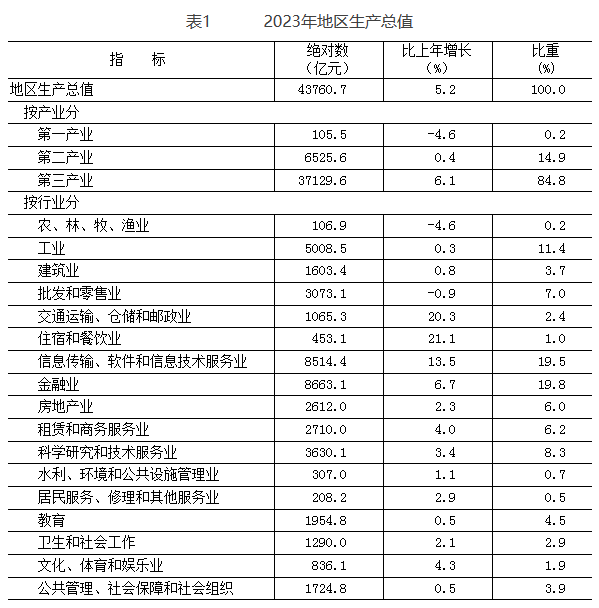 表1 2023年地区生产总值
指 标 绝对数（亿元） 比上年增长（%） 比重(%)
地区生产总值 43760.7 5.2 100.0
按产业分
第一产业 105.5 -4.6 0.2
第二产业 6525.6 0.4 14.9
第三产业 37129.6 6.1 84.8
按行业分
农、林、牧、渔业 106.9 -4.6 0.2
工业 5008.5 0.3 11.4
建筑业 1603.4 0.8 3.7
批发和零售业 3073.1 -0.9 7.0
交通运输、仓储和邮政业 1065.3 20.3 2.4
住宿和餐饮业 453.1 21.1 1.0
信息传输、软件和信息技术服务业 8514.4 13.5 19.5
金融业 8663.1 6.7 19.8
房地产业 2612.0 2.3 6.0
租赁和商务服务业 2710.0 4.0 6.2
科学研究和技术服务业 3630.1 3.4 8.3
水利、环境和公共设施管理业 307.0 1.1 0.7
居民服务、修理和其他服务业 208.2 2.9 0.5
教育 1954.8 0.5 4.5
卫生和社会工作 1290.0 2.1 2.9
文化、体育和娱乐业 836.1 4.3 1.9
公共管理、社会保障和社会组织 1724.8 0.5 3.9